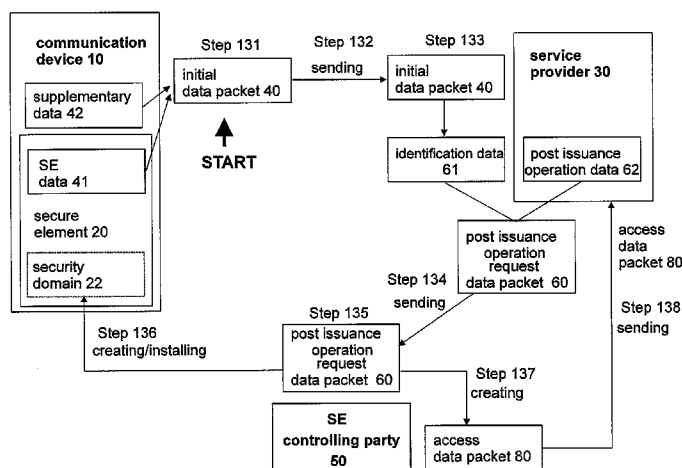 communication
device 10
supplementary
data 42
SE
data 41
secure
element 20
security
domain 22
Step 131
initial
data packet 40
START
Step 132
sending
Step 133
initial
data packet 40
identification data
61
service
provider 30
post issuance
operation data 62
post issuance
operation
request
data packet 60
access
data
packet 80
Step 134
sending
Step 138
sending
Step 135
post issuance
operation
request
data packet 60
Step 136
creating/installing
Step 137
creating
SE
controlling party
50
access
data packet 80